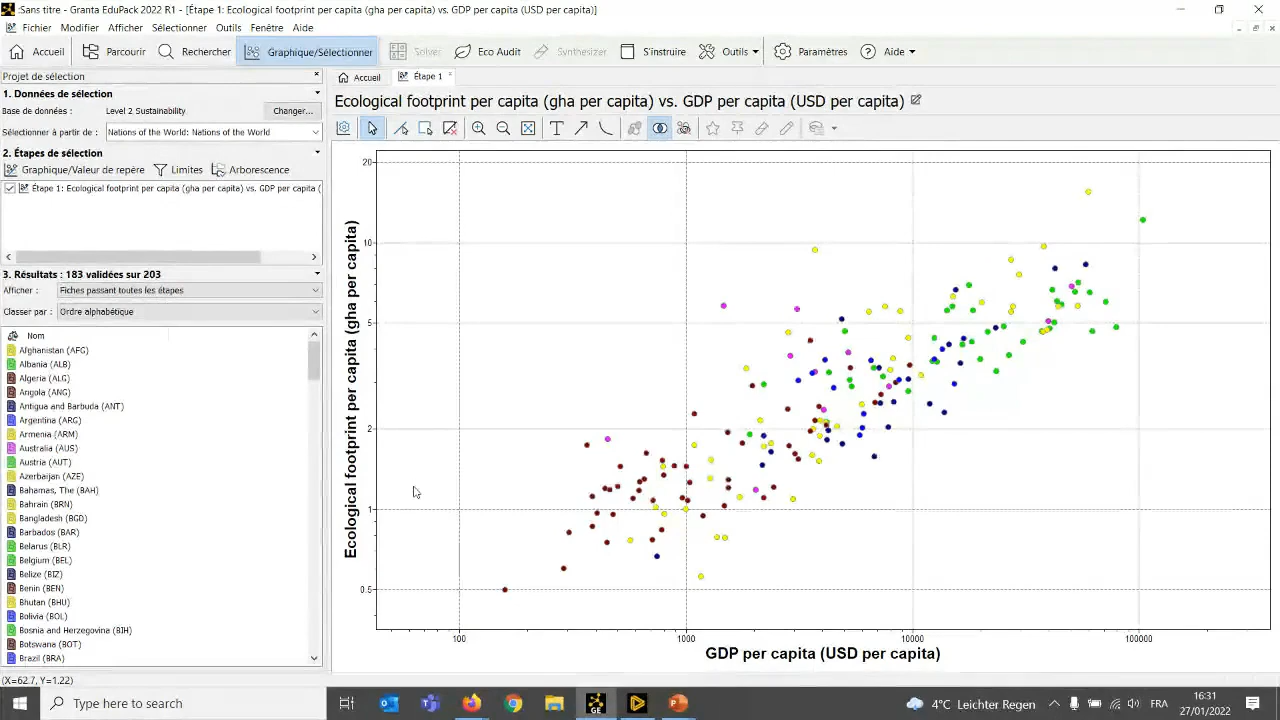 :Sans titre - Granta EduPack 2022 R1 - [Étape 1: Ecological footprint per capita (gha per capita) vs. GDP per capita (USD per capita)]
Fichier Modifier Afficher Sélectionner Outils Fenêtre Aide
Accueil Parcourir Rechercher Graphique/Sélectionner Solver Eco Audit Synthesizer S'instruire Outils Paramètres Aide
Projet de sélection
1. Données de sélection
Base de données : Level 2 Sustainability Changer...
Sélectionner à partir de : Nations of the World: Nations of the World
2. Étapes de sélection
Graphique/Valeur de repère Limites Arborescence
Étape 1: Ecological footprint per capita (gha per capita) vs. GDP per capita (
3. Résultats : 183 validées sur 203
Afficher : Fiches passant toutes les étapes
Classer par : Ordre alphabétique
Nom
Afghanistan (AFG)
Albania (ALB)
Algeria (ALG)
Angola (ANG)
Antigua and Barbuda (ANT)
Argentina (ARG)
Armenia (ARM)
Australia (AUS)
Austria (AUT)
Azerbaijan (AZE)
Bahamas, The (BAH)
Bahrain (BRN)
Bangladesh (BGD)
Barbados (BAR)
Belarus (BLR)
Belgium (BEL)
Belize (BIZ)
Benin (BEN)
Bhutan (BHU)
Bolivia (BOL)
Bosnia and Herzegovina (BIH)
Botswana (BOT)
Brazil (BRA)
(X=62.7, Y=1.22)
Accueil Étape 1
Ecological footprint per capita (gha per capita) vs. GDP per capita (USD per capita)
Ecological footprint per capita (gha per capita)
20
10
5
2
1
0.5
100 1000 10000 100000
GDP per capita (USD per capita)
Type here to search
GE
4°C Leichter Regen
FRA
16:31
27/01/2022